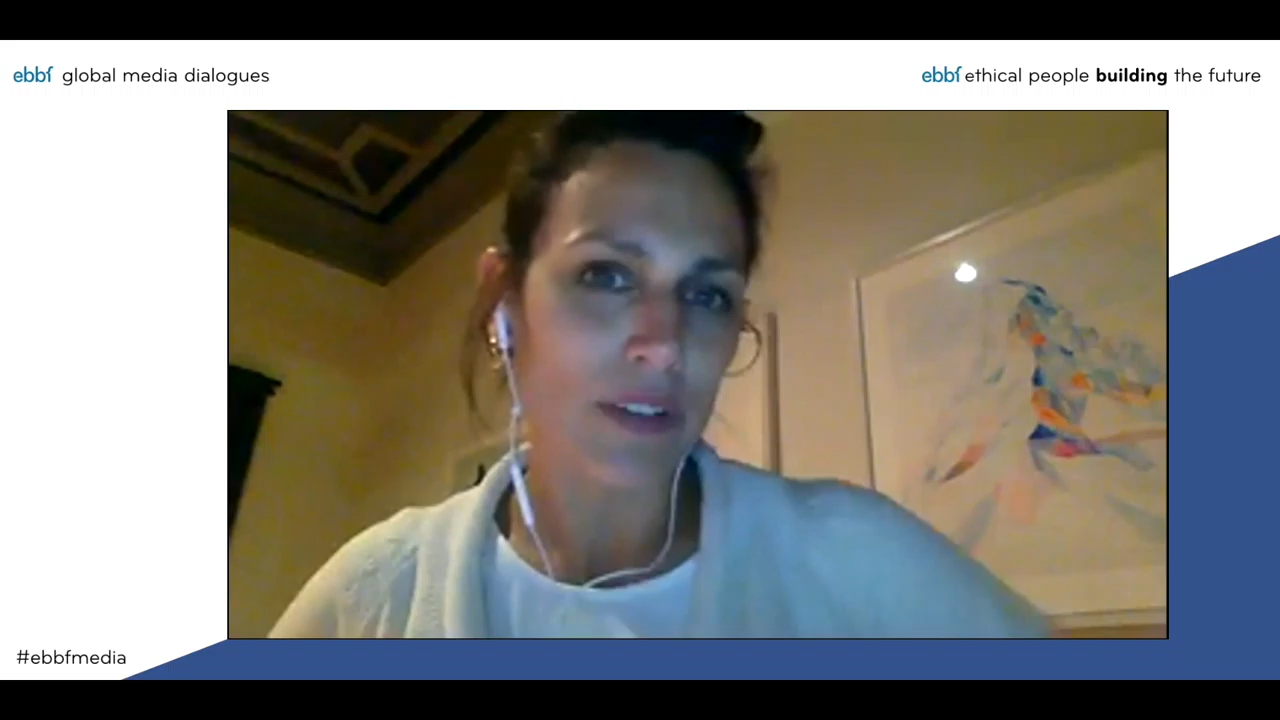 ebbf global media dialogues
ebbf ethical people building the future
#ebbfmedia